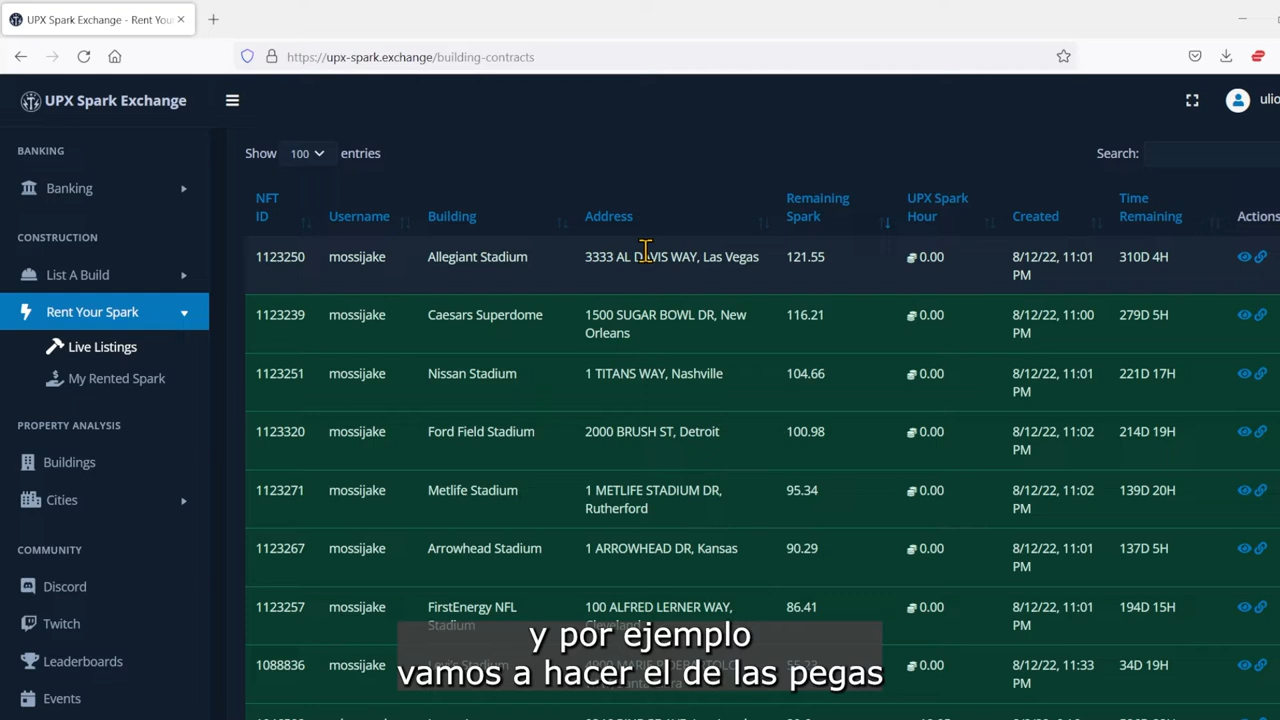 UPX Spark Exchange - Rent You
https://upx-spark.exchange/building-contracts
UPX Spark Exchange
ulio
BANKING
Banking
CONSTRUCTION
List A Build
Rent Your Spark
Live Listings
My Rented Spark
PROPERTY ANALYSIS
Buildings
Cities
COMMUNITY
Discord
Twitch
Leaderboards
Events
Show 100 entries
Search:
NFT ID Username Building Address Remaining Spark UPX Spark Hour Created Time Remaining Actions
1123250 mossijake Allegiant Stadium 3333 AL DAVIS WAY, Las Vegas 121.55 0.00 8/12/22, 11:01 PM 310D 4H
1123239 mossijake Caesars Superdome 1500 SUGAR BOWL DR, New Orleans 116.21 0.00 8/12/22, 11:00 PM 279D 5H
1123251 mossijake Nissan Stadium 1 TITANS WAY, Nashville 104.66 0.00 8/12/22, 11:01 PM 221D 17H
1123320 mossijake Ford Field Stadium 2000 BRUSH ST, Detroit 100.98 0.00 8/12/22, 11:02 PM 214D 19H
1123271 mossijake Metlife Stadium 1 METLIFE STADIUM DR, Rutherford 95.34 0.00 8/12/22, 11:02 PM 139D 20H
1123267 mossijake Arrowhead Stadium 1 ARROWHEAD DR, Kansas 90.29 0.00 8/12/22, 11:01 PM 137D 5H
1123257 mossijake FirstEnergy NFL Stadium 100 ALFRED LERNER WAY, Cleveland 86.41 0.00 8/12/22, 11:01 PM 194D 15H
1088836 mossijake Levi's Stadium 0.00 8/12/22, 11:33 PM 34D 19H
y por ejemplo
vamos a hacer el de las pegas